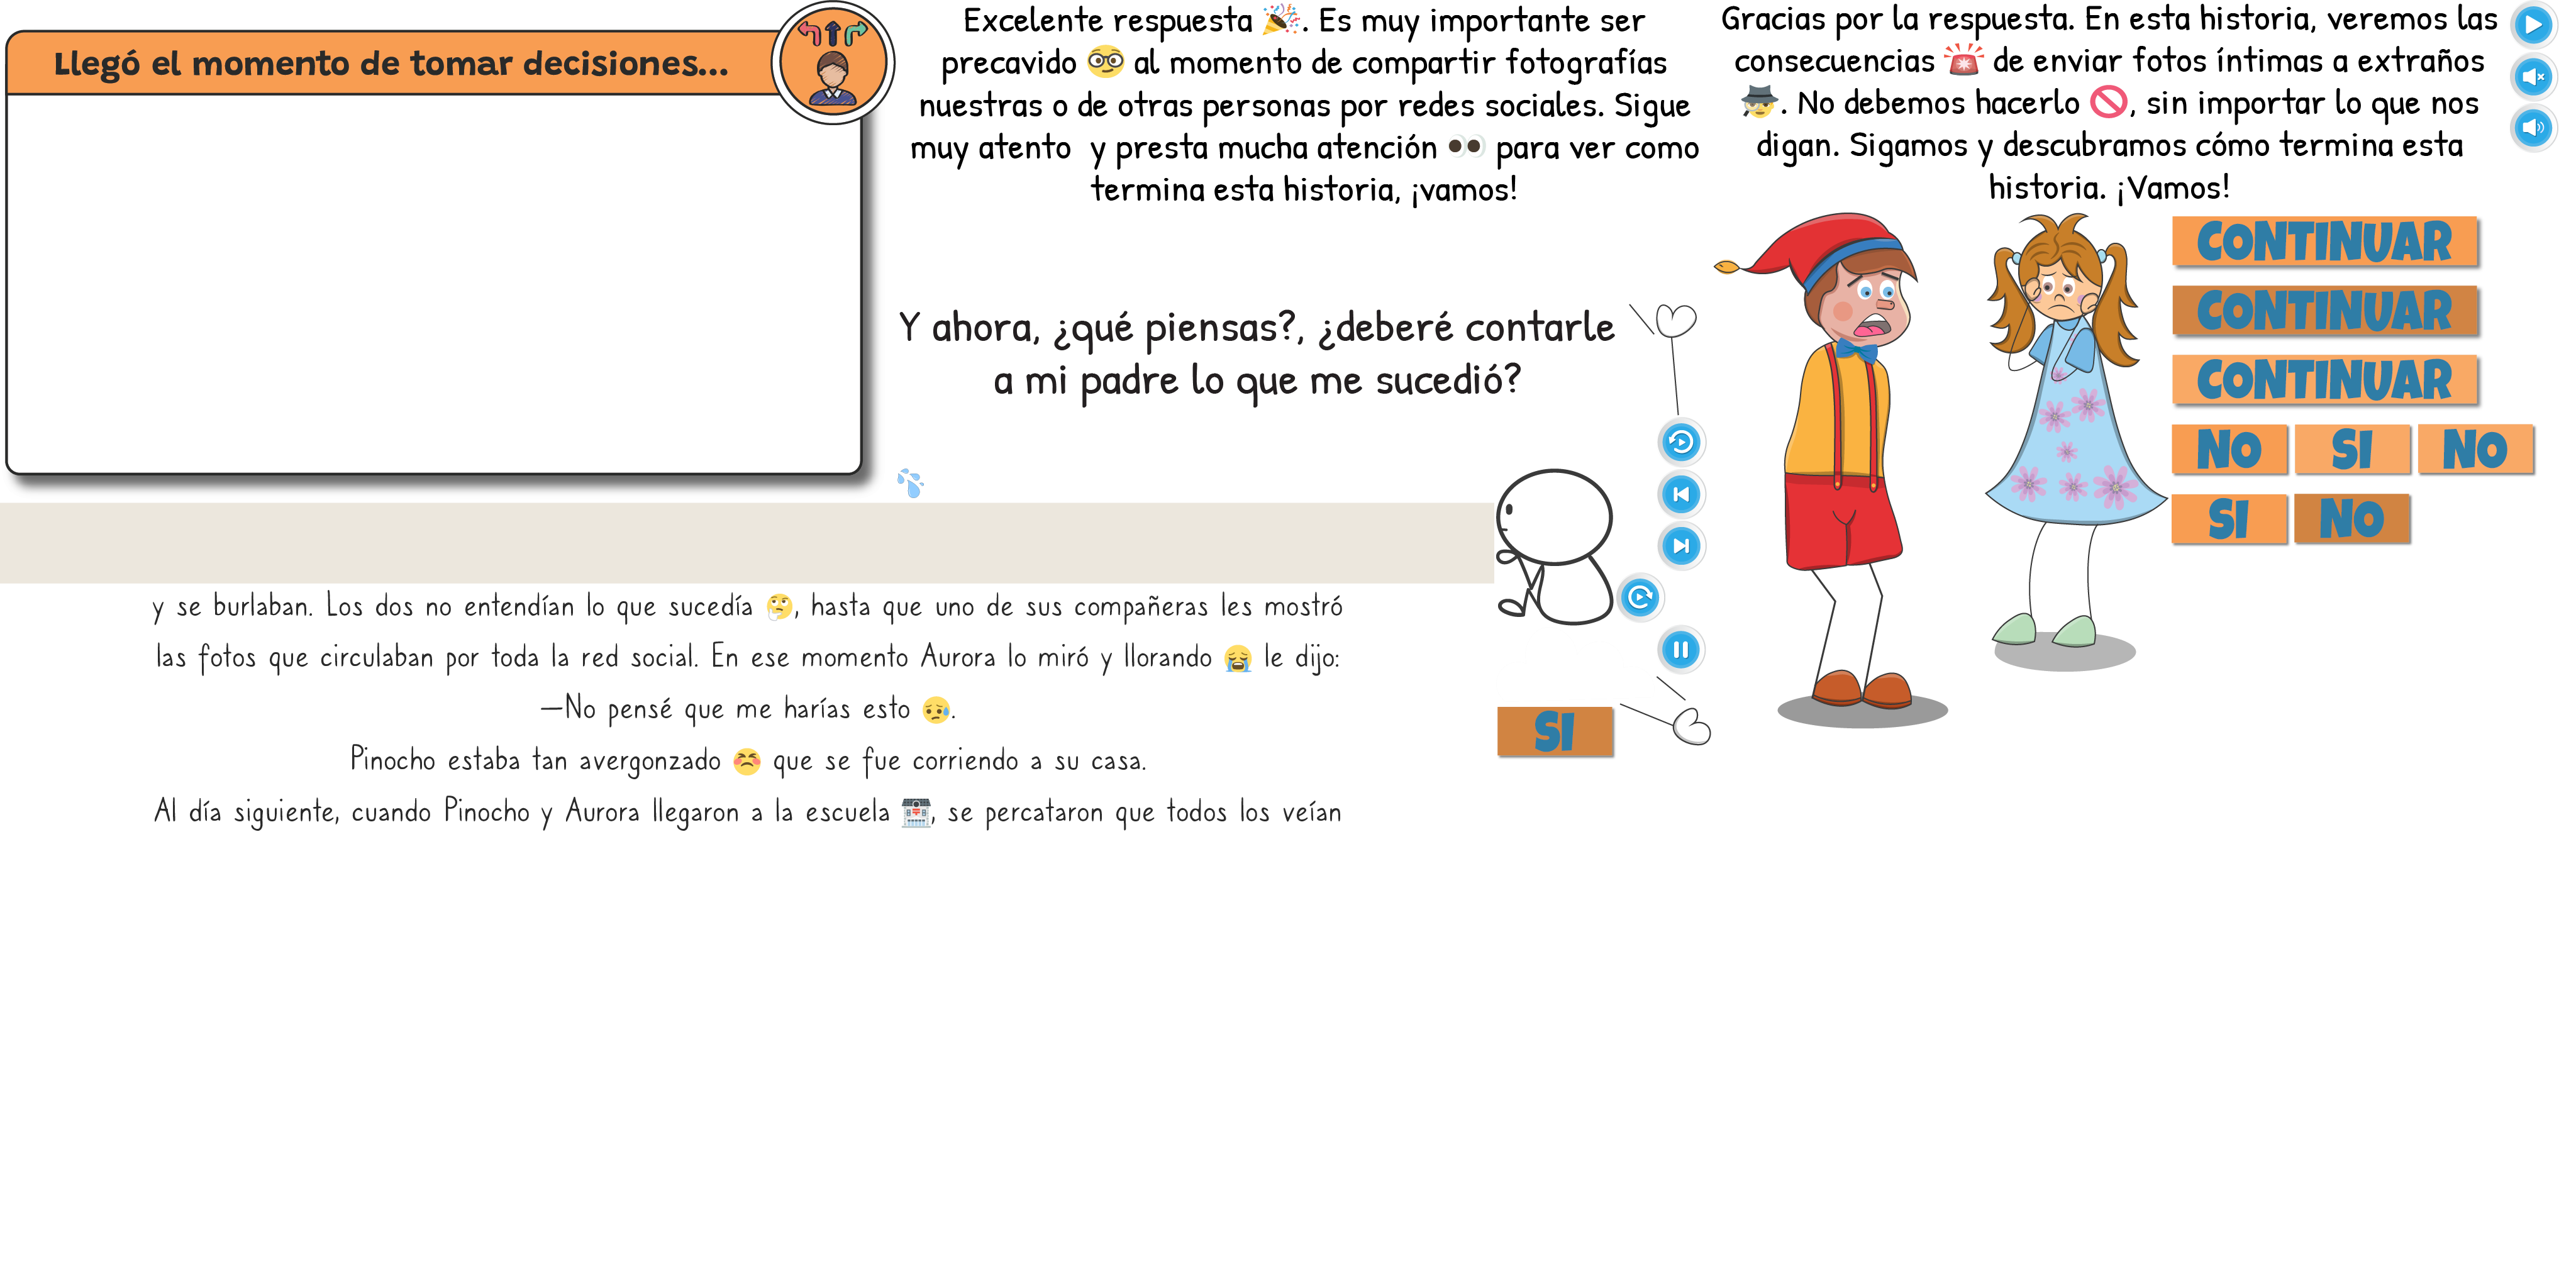 Llegó el momento de tomar decisiones...
Excelente respuesta 🎉. Es muy importante ser
precavido 🤓 al momento de compartir fotografías
nuestras o de otras personas por redes sociales. Sigue
muy atento y presta mucha atención 👀 para ver como
termina esta historia, ¡vamos!
Gracias por la respuesta. En esta historia, veremos las
consecuencias 🚨 de enviar fotos íntimas a extraños
🕵. No debemos hacerlo 🚫, sin importar lo que nos
digan. Sigamos y descubramos cómo termina esta
historia. ¡Vamos!
Y ahora, ¿qué piensas?, ¿deberé contarle
a mi padre lo que me sucedió?
CONTINUAR
CONTINUAR
CONTINUAR
NO SI NO
SI NO
y se burlaban. Los dos no entendían lo que sucedía 🤔, hasta que uno de sus compañeras les mostró
las fotos que circulaban por toda la red social. En ese momento Aurora lo miró y llorando 😭 le dijo:
—No pensé que me harías esto 😥.
Pinocho estaba tan avergonzado 😣 que se fue corriendo a su casa.
Al día siguiente, cuando Pinocho y Aurora llegaron a la escuela 🏫, se percataron que todos los veían
SI